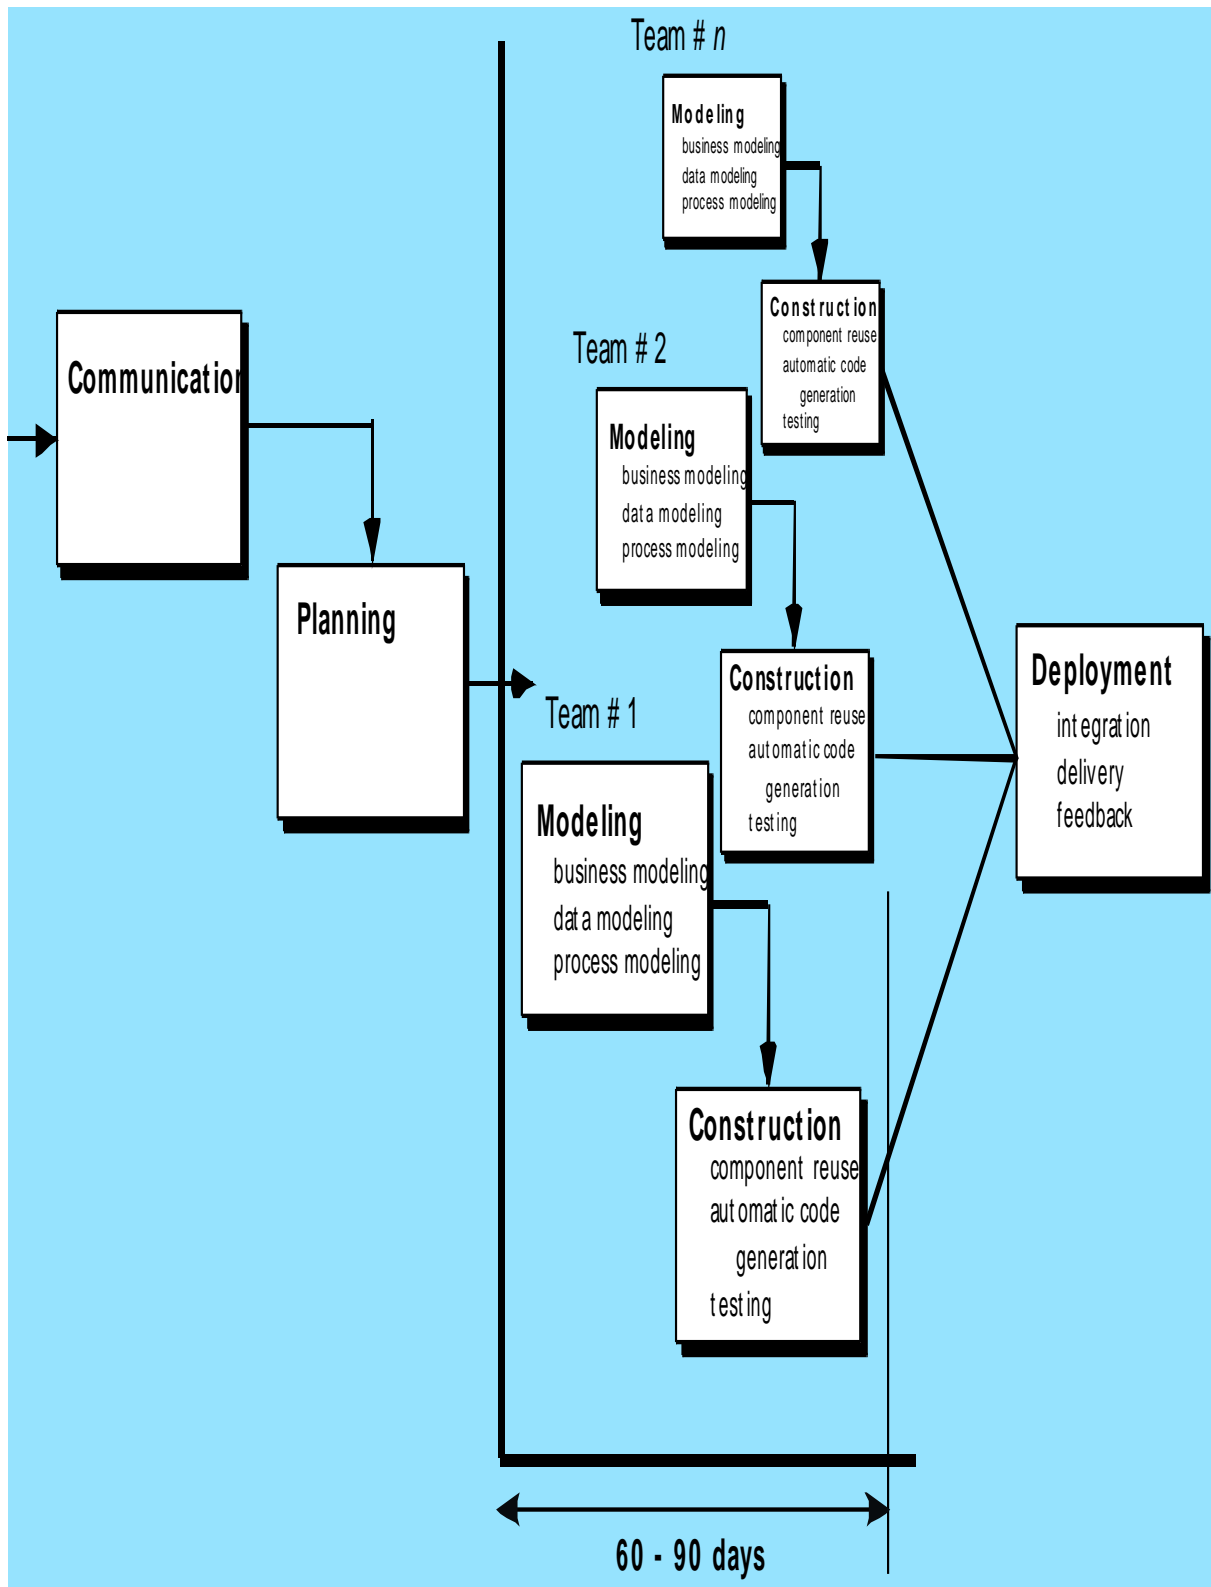 Team # n
Modeling
business modeling
data modeling
process modeling
Construction
component reuse
automatic code
generation
testing
Communication
Team # 2
Modeling
business modeling
data modeling
process modeling
Planning
Construction
component reuse
automatic code
generation
testing
Team # 1
Modeling
business modeling
data modeling
process modeling
Construction
component reuse
automatic code
generation
testing
Deployment
integration
delivery
feedback
60 - 90 days